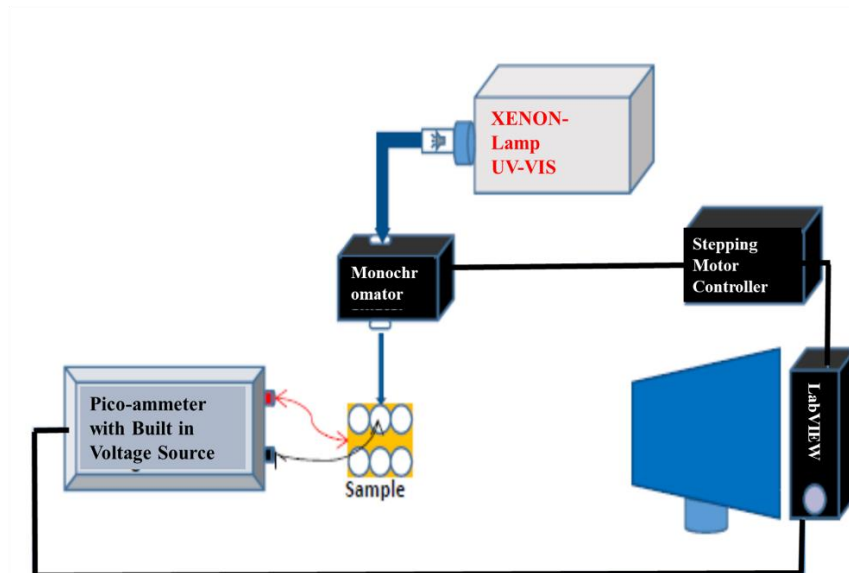 XENON-
Lamp
UV-VIS
Stepping
Motor
Controller
Monochr
omator
Pico-ammeter
with Built in
Voltage Source
LabVIEW
Sample